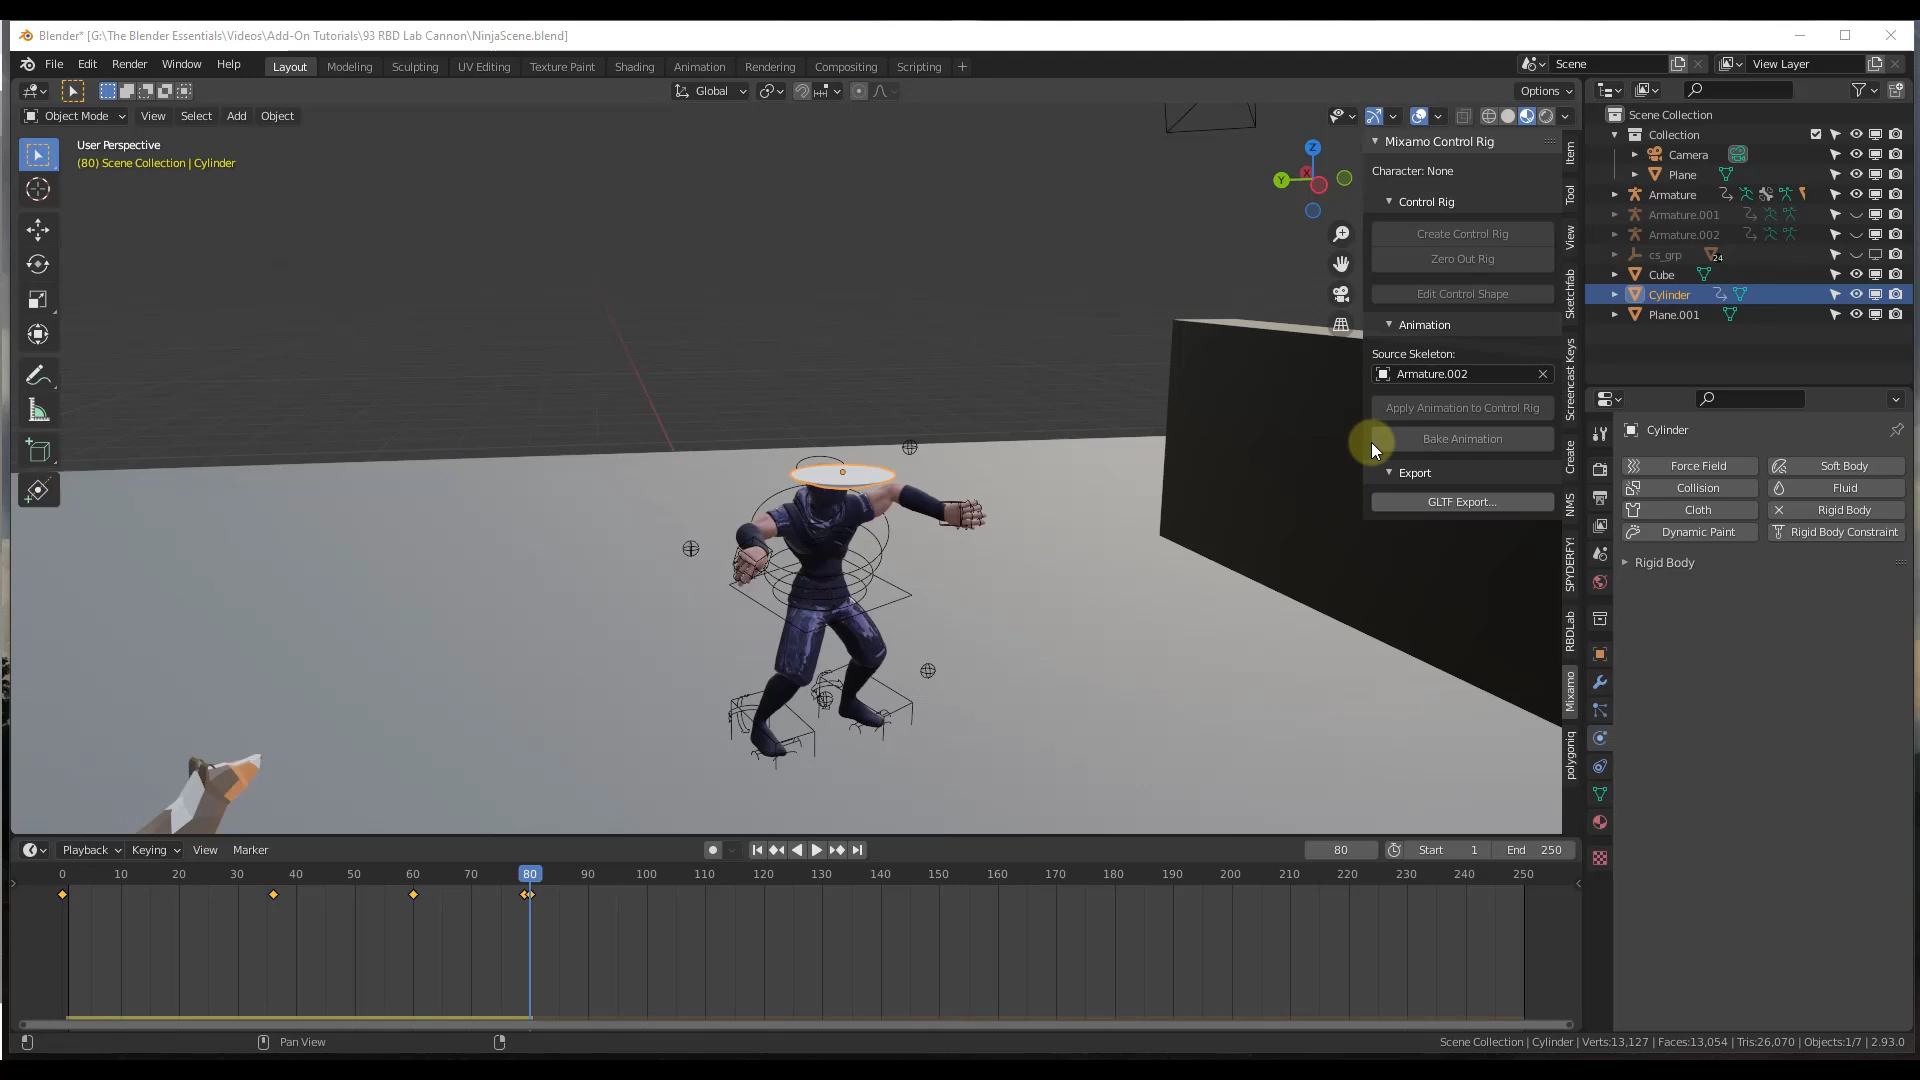 Blender* [G:\The Blender Essentials\Videos\Add-On Tutorials\93 RBD Lab Cannon\NinjaScene.blend]
File Edit Render Window Help Layout Modeling Sculpting UV Editing Texture Paint Shading Animation Rendering Compositing Scripting + Scene View Layer
Global Options
Object Mode View Select Add Object
User Perspective
(80) Scene Collection | Cylinder
Z
Y
X
Mixamo Control Rig
Character: None
Control Rig
Create Control Rig
Zero Out Rig
Edit Control Shape
Animation
Source Skeleton:
Armature.002
Apply Animation to Control Rig
Bake Animation
Export
GLTF Export...
Item
Tool
View
Sketchfab
Screencast Keys
Create
NMS
SPYDERFY!
RBDLab
Mixamo
polygoniq
Scene Collection
Collection
Camera
Plane
Armature
Armature.001
Armature.002
cs_grp 24
Cube
Cylinder
Plane.001
Cylinder
Force Field Soft Body
Collision Fluid
Cloth Rigid Body
Dynamic Paint Rigid Body Constraint
Rigid Body
Playback Keying View Marker 80 Start 1 End 250
0 10 20 30 40 50 60 70 80 90 100 110 120 130 140 150 160 170 180 190 200 210 220 230 240 250
Pan View
Scene Collection | Cylinder | Verts:13,127 | Faces:13,054 | Tris:26,070 | Objects:1/7 | 2.93.0